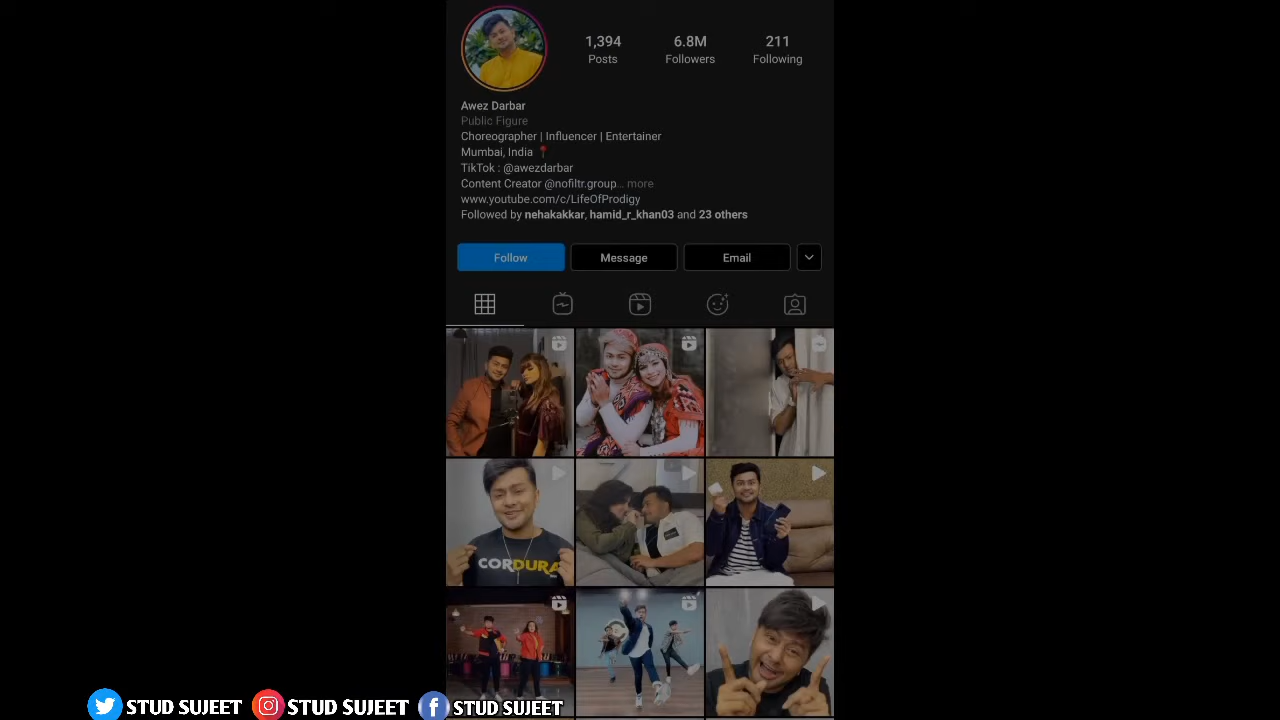 1,394 6.8M 211
Posts Followers Following
Awez Darbar
Public Figure
Choreographer | Influencer | Entertainer
Mumbai, India
TikTok : @awezdarbar
Content Creator @nofiltr.group... more
www.youtube.com/c/LifeOfProdigy
Followed by nehakakkar, hamid_r_khan03 and 23 others
Follow Message Email
CORDURA
STUD SUJEET STUD SUJEET STUD SUJEET